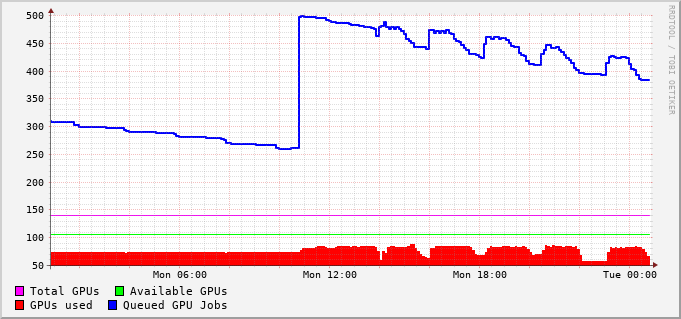 500
450
400
350
300
250
200
150
100
50
Mon 06:00 Mon 12:00 Mon 18:00 Tue 00:00
Total GPUs Available GPUs
GPUs used Queued GPU Jobs
RRDTOOL / TOBI OETIKER